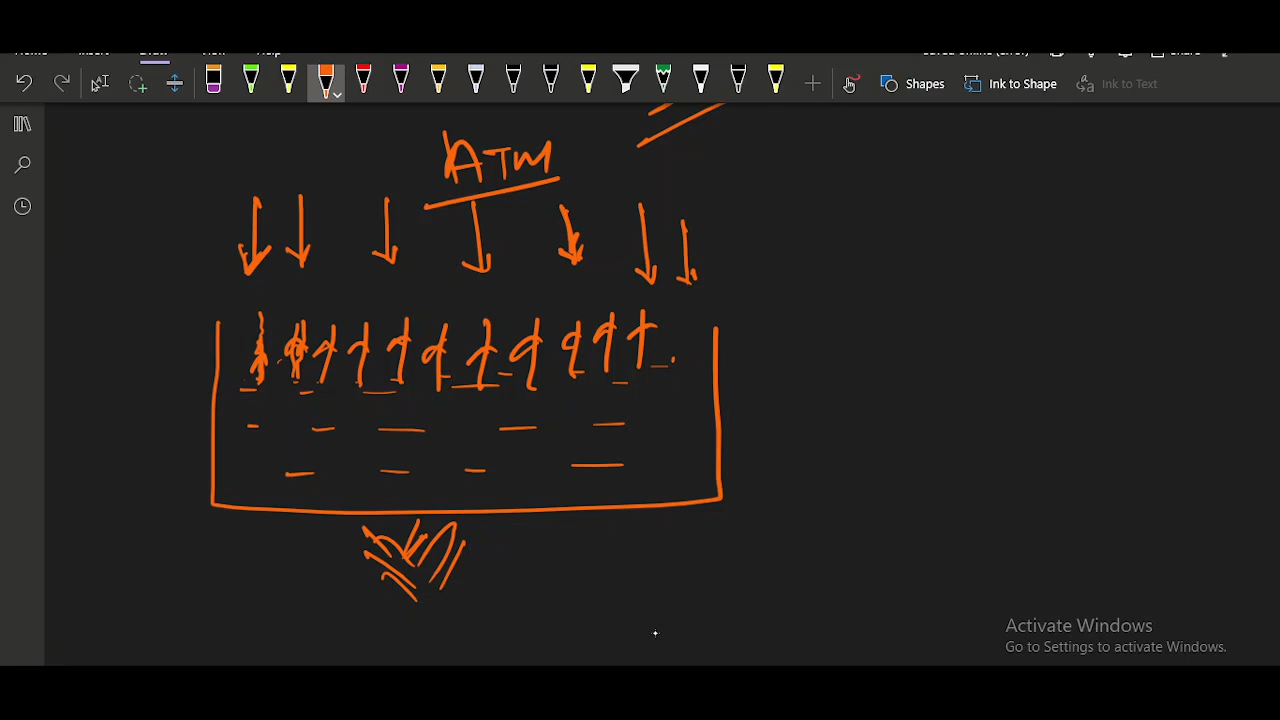 Shapes
Ink to Shape
Ink to Text
ATM
Activate Windows
Go to Settings to activate Windows.